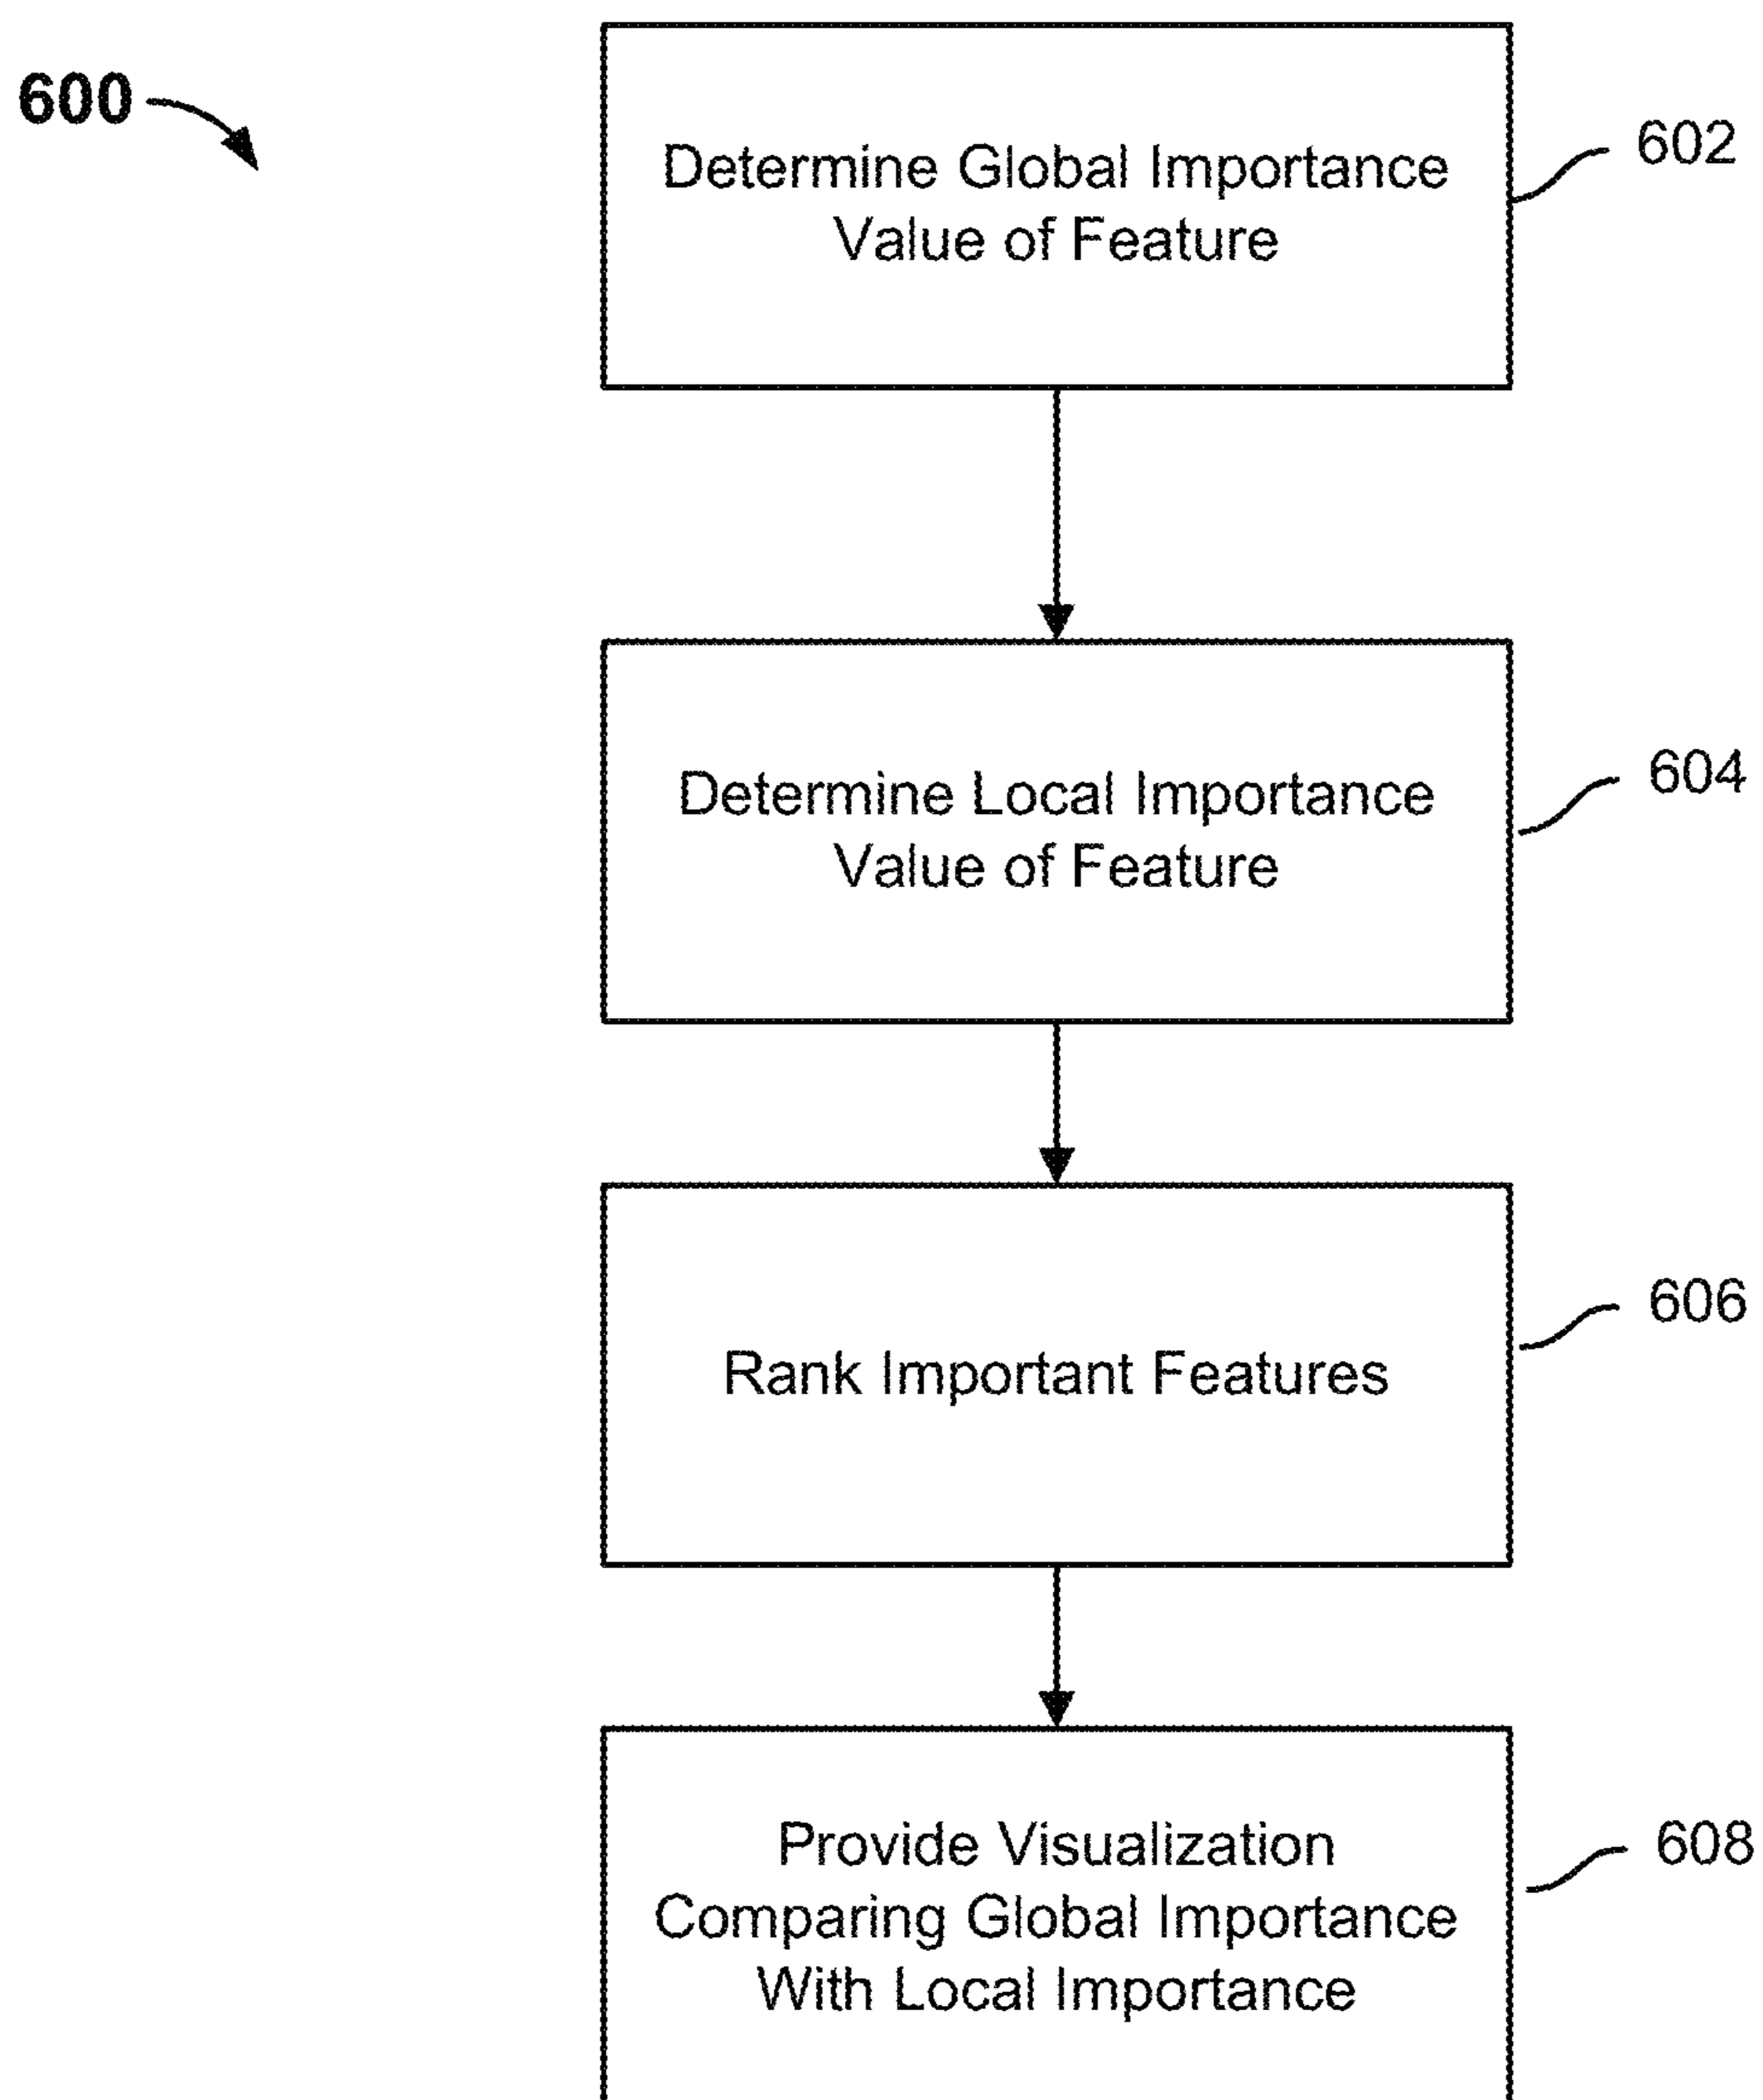 600
Determine Global Importance
Value of Feature
602
Determine Local Importance
Value of Feature
604
Rank Important Features
606
Provide Visualization
Comparing Global Importance
With Local Importance
608